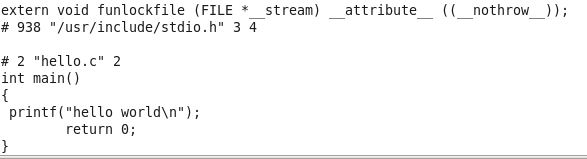 extern void funlockfile (FILE *__stream) __attribute__ ((__nothrow__));
# 938 "/usr/include/stdio.h" 3 4

# 2 "hello.c" 2
int main()
{
 printf("hello world\n");
        return 0;
}